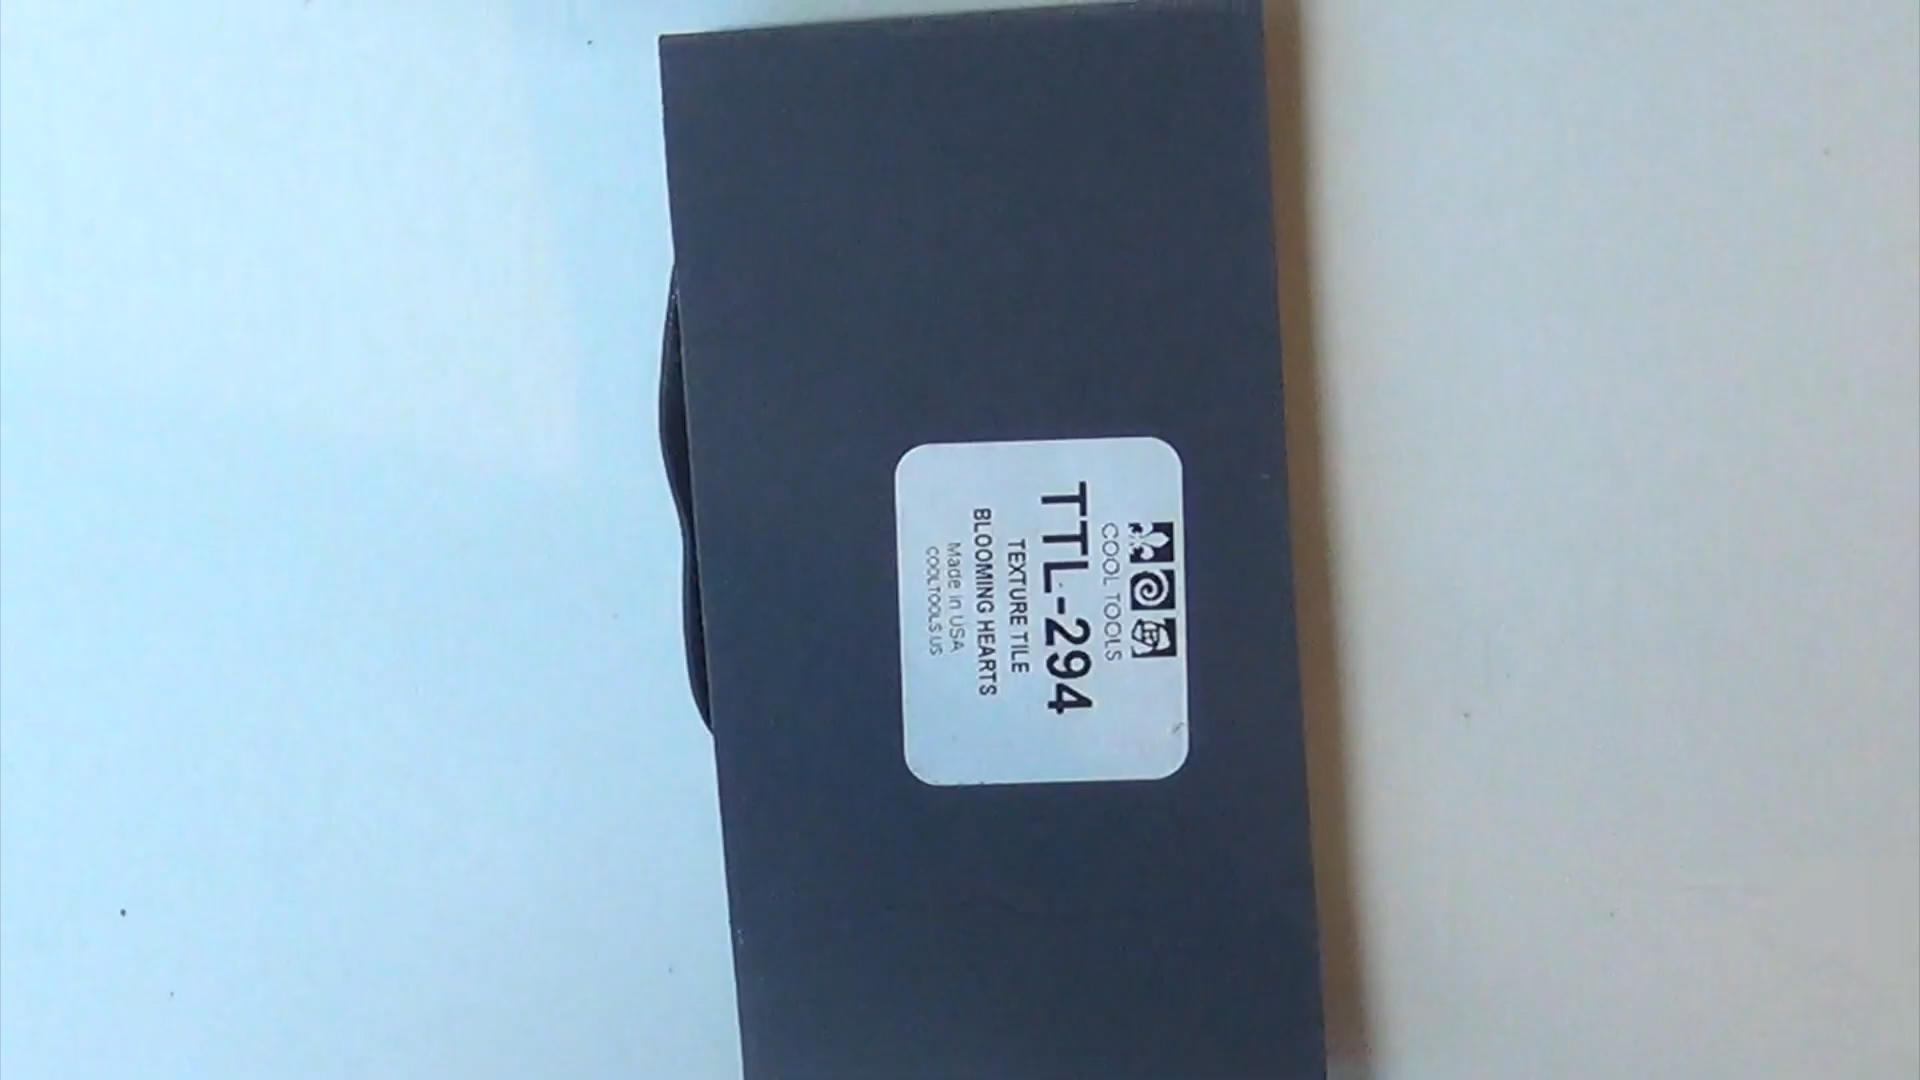 COOL TOOLS
TTL-294
TEXTURE TILE
BLOOMING HEARTS
Made in USA
COOLTOOLS.US